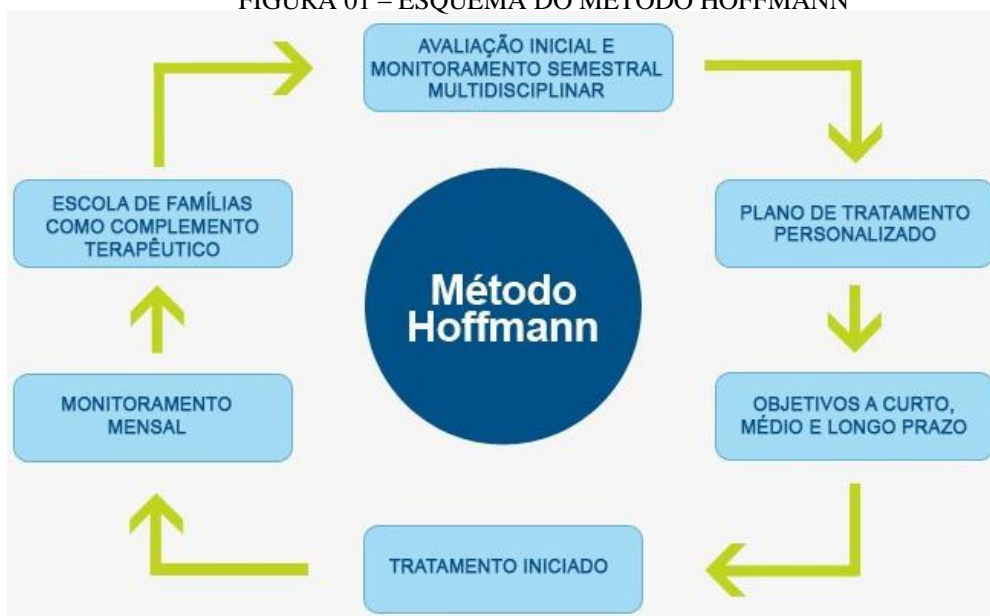 FIGURA 01 – ESQUEMA DO MÉTODO HOFFMANN
AVALIAÇÃO INICIAL E
MONITORAMENTO SEMESTRAL
MULTIDISCIPLINAR
PLANO DE TRATAMENTO
PERSONALIZADO
OBJETIVOS A CURTO,
MÉDIO E LONGO PRAZO
TRATAMENTO INICIADO
MONITORAMENTO
MENSAL
ESCOLA DE FAMÍLIAS
COMO COMPLEMENTO
TERAPÊUTICO
Método
Hoffmann